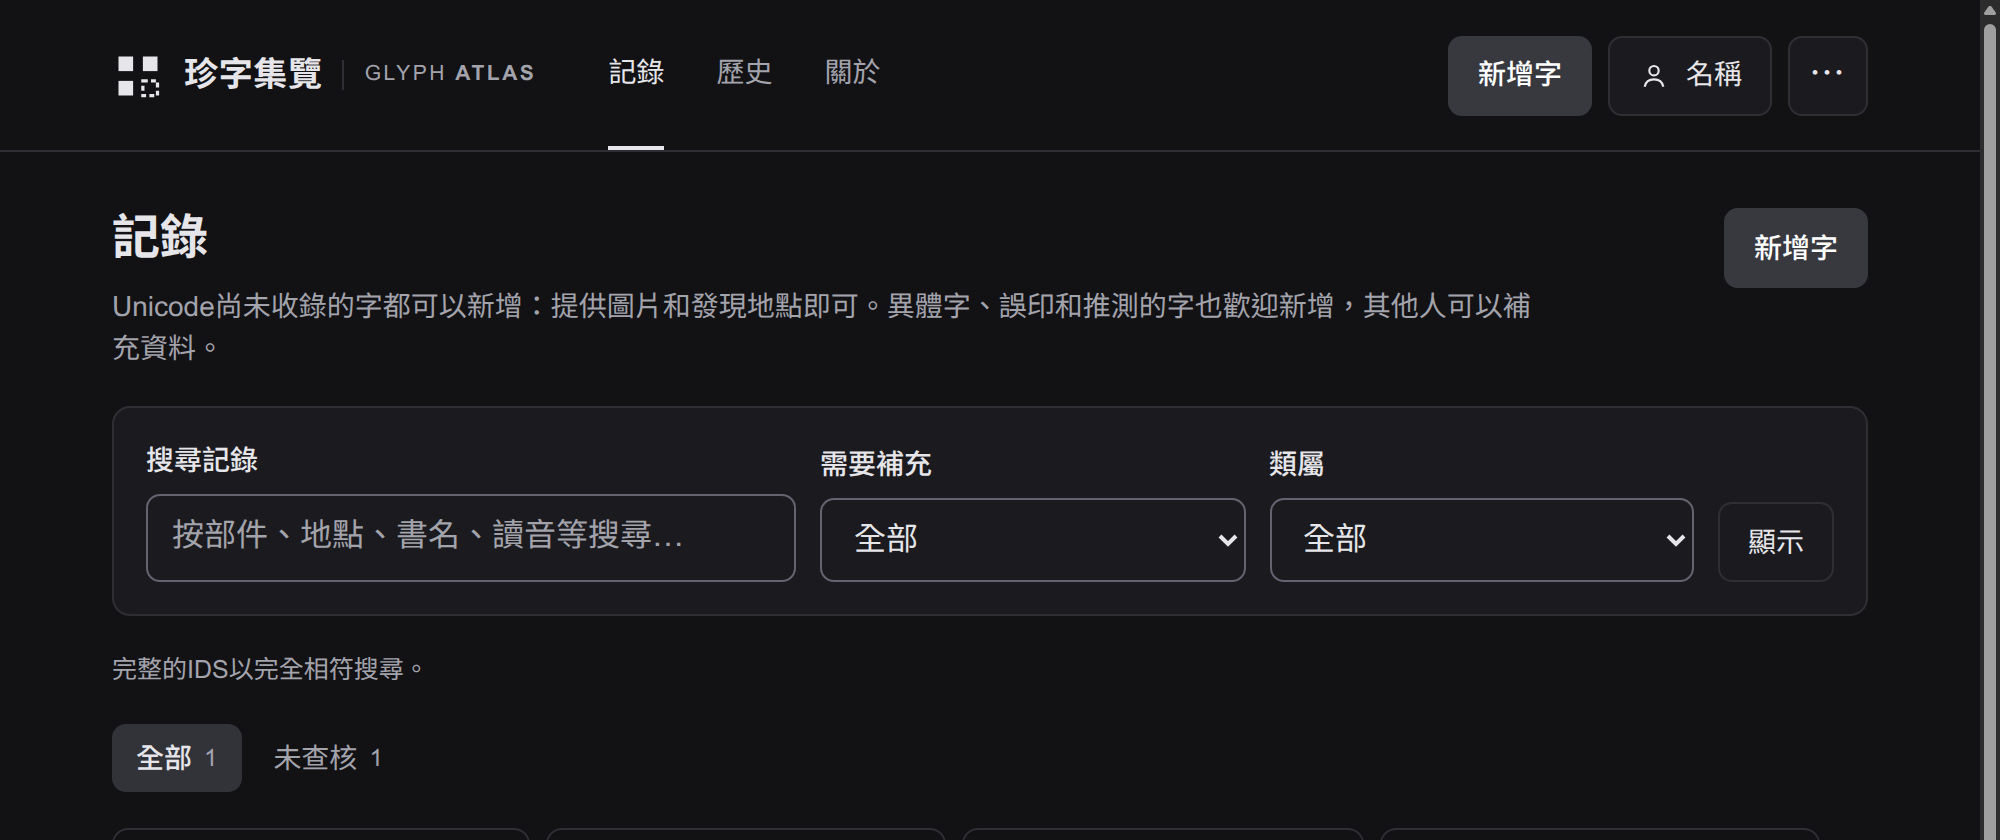 珍字集覽 GLYPH ATLAS 記錄 歷史 關於 新增字 名稱 ···
記錄
新增字
Unicode尚未收錄的字都可以新增：提供圖片和發現地點即可。異體字、誤印和推測的字也歡迎新增，其他人可以補
充資料。
搜尋記錄 需要補充 類屬
按部件、地點、書名、讀音等搜尋… 全部 全部 顯示
完整的IDS以完全相符搜尋。
全部 1 未查核 1